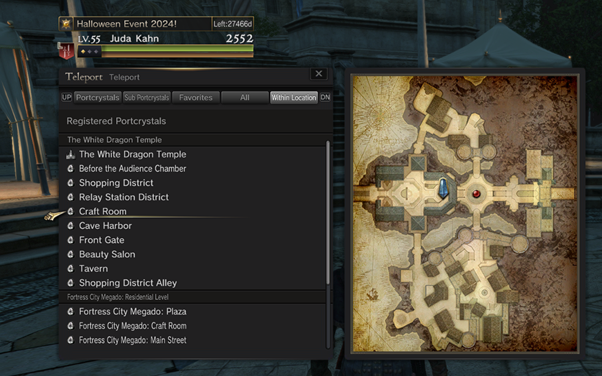 Halloween Event 2024! Left:27466d
LV.55 Juda Kahn 2552
Teleport Teleport
UP Portcrystals Sub Portcrystals Favorites All Within Location DN
Registered Portcrystals
The White Dragon Temple
The White Dragon Temple
Before the Audience Chamber
Shopping District
Relay Station District
Craft Room
Cave Harbor
Front Gate
Beauty Salon
Tavern
Shopping District Alley
Fortress City Megado: Residential Level
Fortress City Megado: Plaza
Fortress City Megado: Craft Room
Fortress City Megado: Main Street